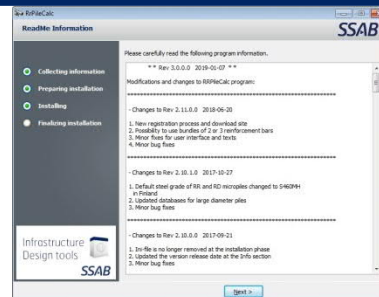 RRPileCalc
ReadMe Information
SSAB
Please carefully read the following program information.
** Rev 3.0.0.0 2019-01-07 **
Modifications and changes to RRPileCalc program:
- Changes to Rev 2.11.0.0 2018-06-20
1. New registration process and download site
2. Possibility to use bundles of 2 or 3 reinforcement bars
3. Minor fixes for user interface and texts
4. Minor bug fixes
- Changes to Rev 2.10.1.0 2017-10-27
1. Default steel grade of RR and RD micropiles changed to S460MH
in Finland
2. Updated databases for large diameter piles
3. Minor bug fixes
- Changes to Rev 2.10.0.0 2017-09-21
1. Ini-file is no longer removed at the installation phase
2. Updated the version release date at the Info section
3. Minor bug fixes
Collecting information
Preparing installation
Installing
Finalizing installation
Infrastructure
Design tools
SSAB
Next >